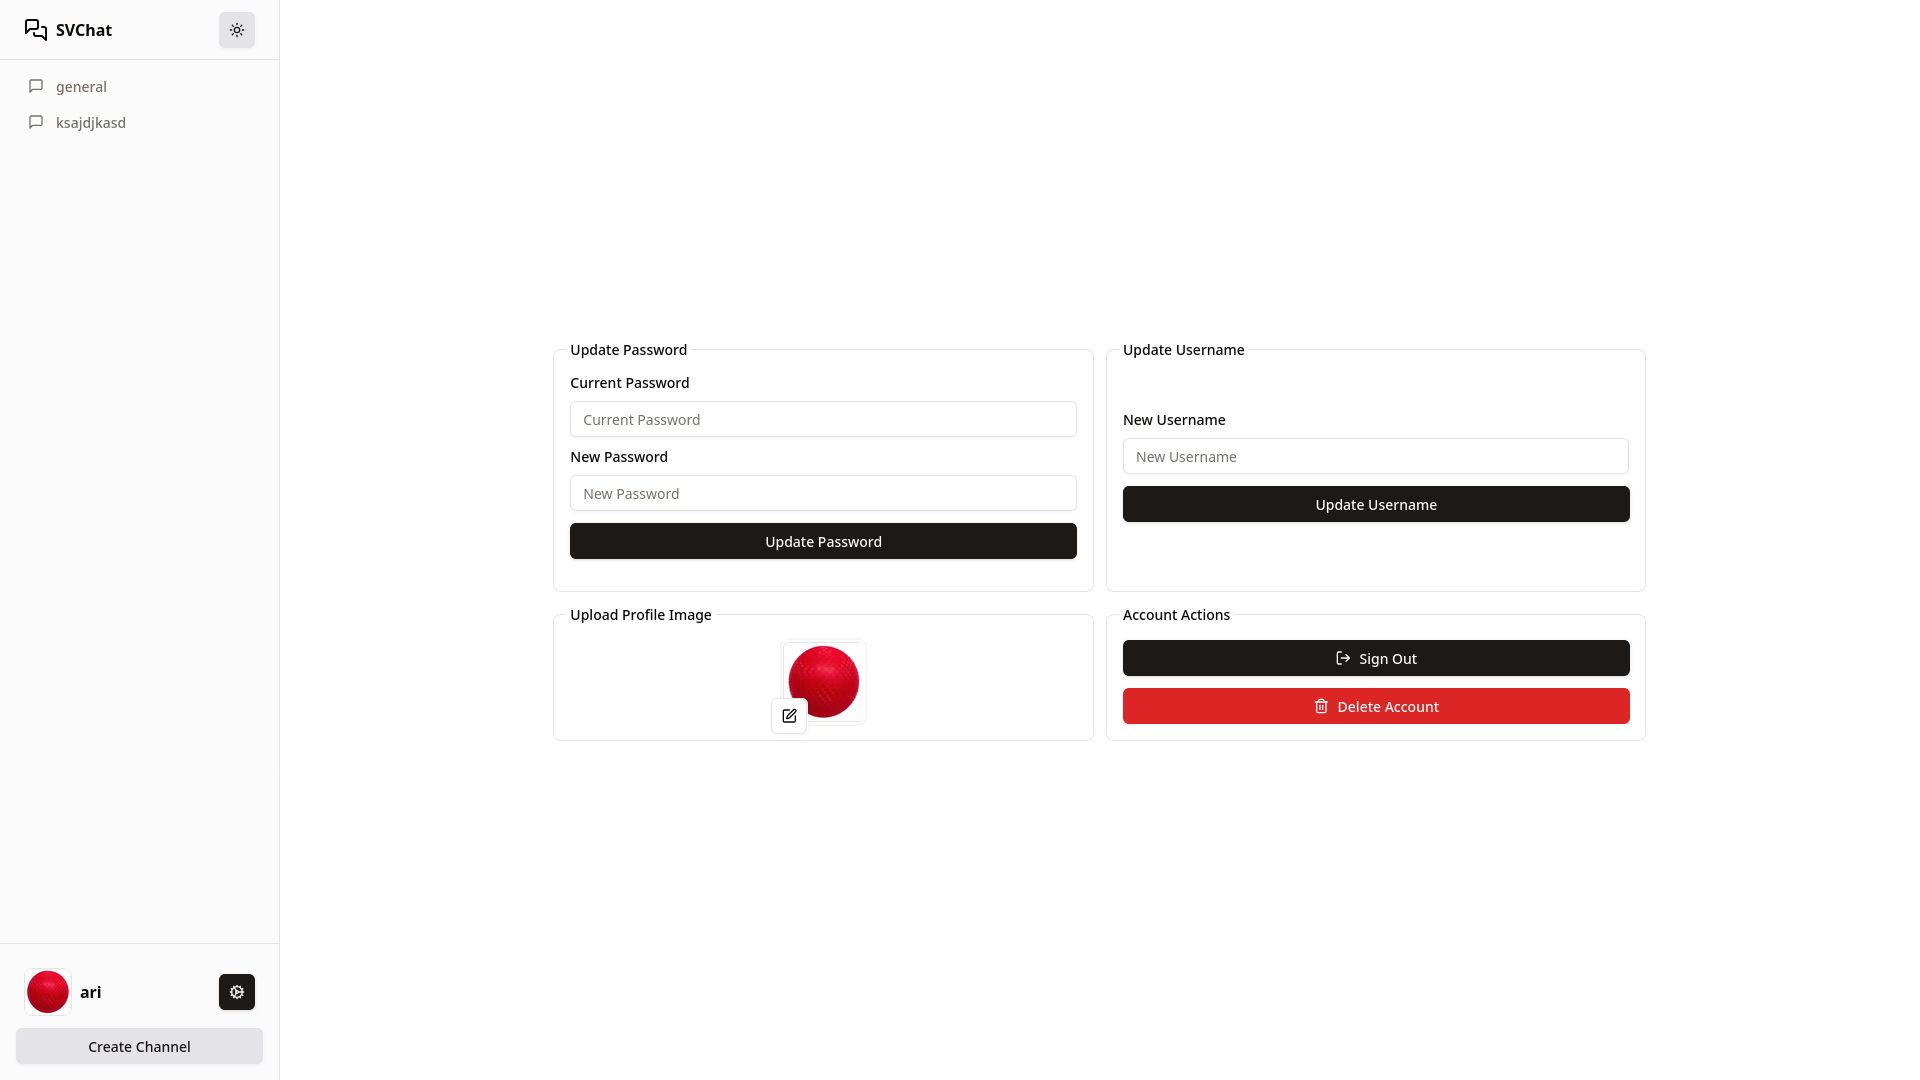 SVChat
general
ksajdjkasd
Update Password
Current Password
Current Password
New Password
New Password
Update Password
Update Username
New Username
New Username
Update Username
Upload Profile Image
Account Actions
Sign Out
Delete Account
ari
Create Channel